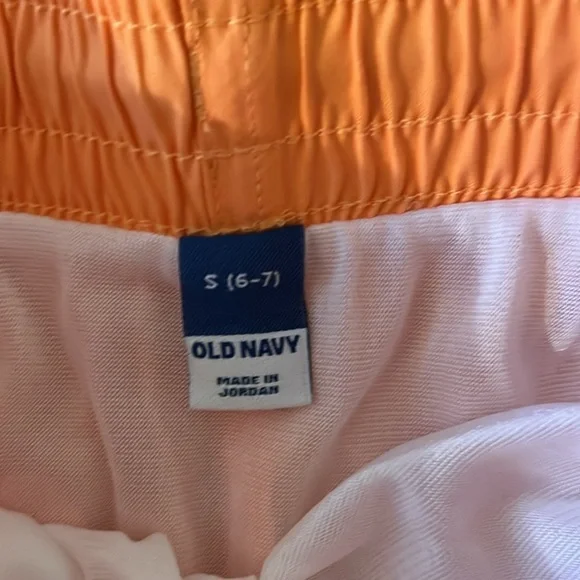 S (6-7)
OLD NAVY
MADE IN
JORDAN